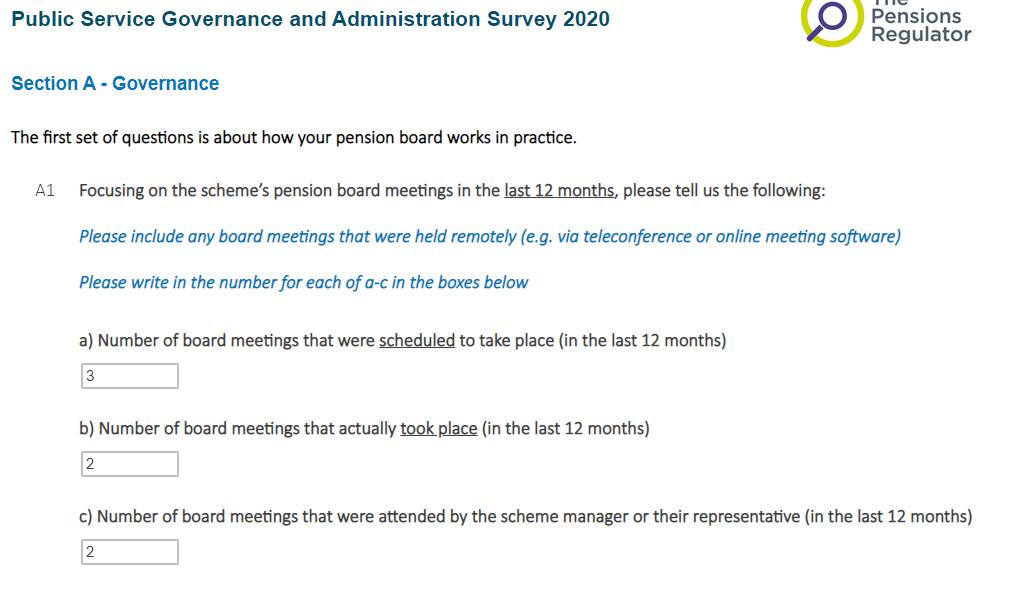 Public Service Governance and Administration Survey 2020
Pensions
Regulator
Section A - Governance
The first set of questions is about how your pension board works in practice.
A1 Focusing on the scheme's pension board meetings in the last 12 months, please tell us the following:
Please include any board meetings that were held remotely (e.g. via teleconference or online meeting software)
Please write in the number for each of a-c in the boxes below
a) Number of board meetings that were scheduled to take place (in the last 12 months)
3
b) Number of board meetings that actually took place (in the last 12 months)
2
c) Number of board meetings that were attended by the scheme manager or their representative (in the last 12 months)
2